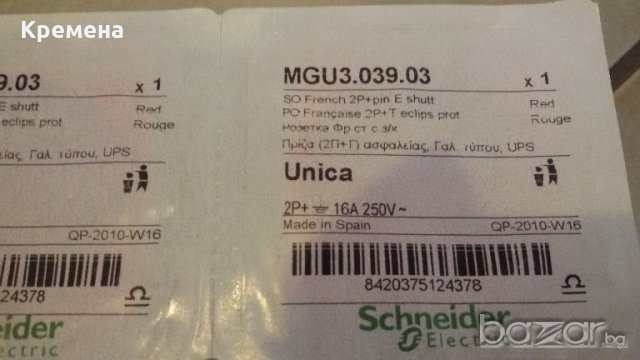 Кремена
9.03
x 1
E shutt
Red
eclips prot
Rouge
είας, Γαλ. τύπου, UPS
QP-2010-W16
124378
neider
ctric
MGU3.039.03
x 1
SO French 2P+pin E shutt
Red
PO Française 2P+T eclips prot
Rouge
Розетка Фр ст с з/к
Πρίζα (2Π+Γ) ασφαλείας, Γαλ. τύπου, UPS
Unica
2P+⏚ 16A 250V~
Made in Spain
QP-2010-W16
8420375124378
Schneider
Electric
bazar.bg